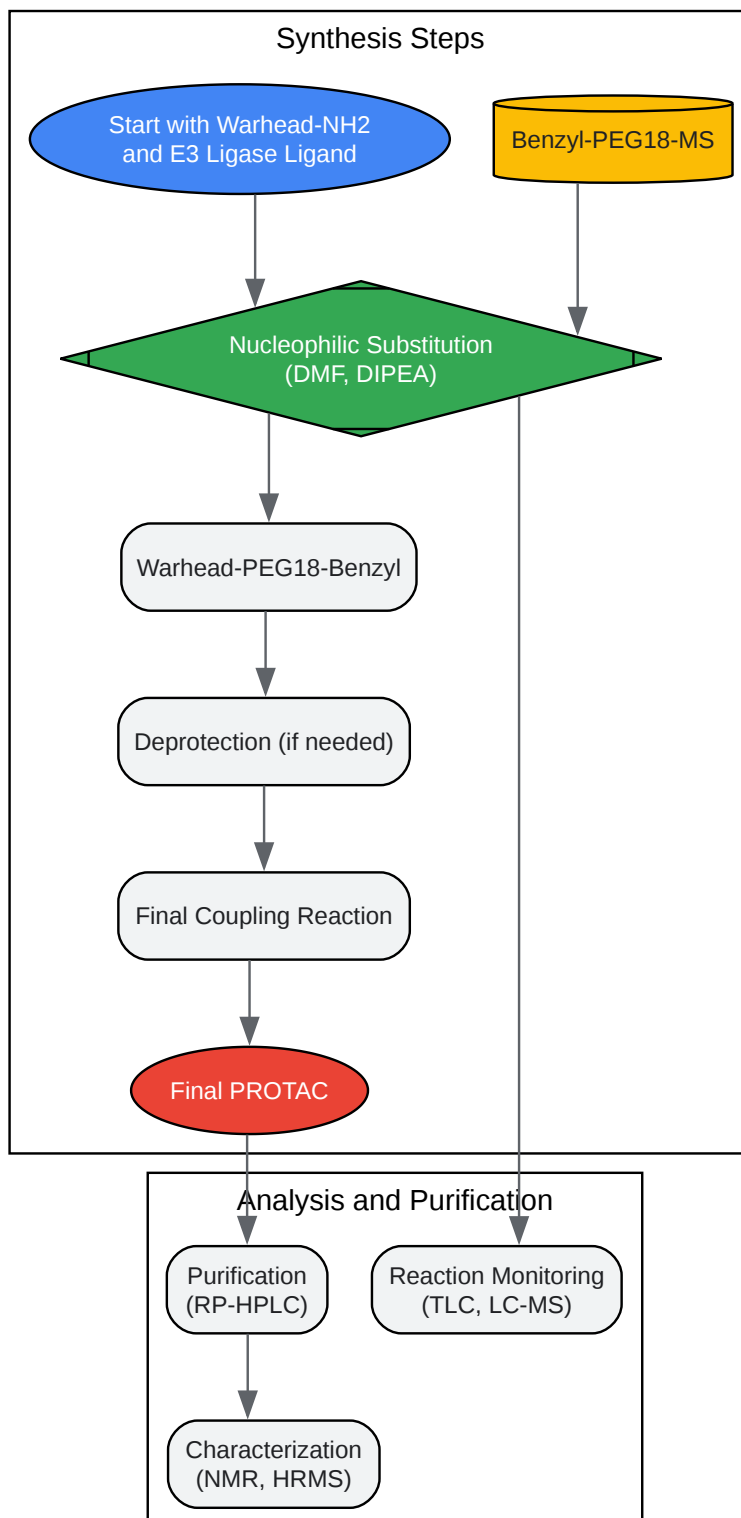 Synthesis Steps
Start with Warhead-NH2
and E3 Ligase Ligand
Benzyl-PEG18-MS
Nucleophilic Substitution
(DMF, DIPEA)
Warhead-PEG18-Benzyl
Deprotection (if needed)
Final Coupling Reaction
Final PROTAC
Analysis and Purification
Purification
(RP-HPLC)
Reaction Monitoring
(TLC, LC-MS)
Characterization
(NMR, HRMS)